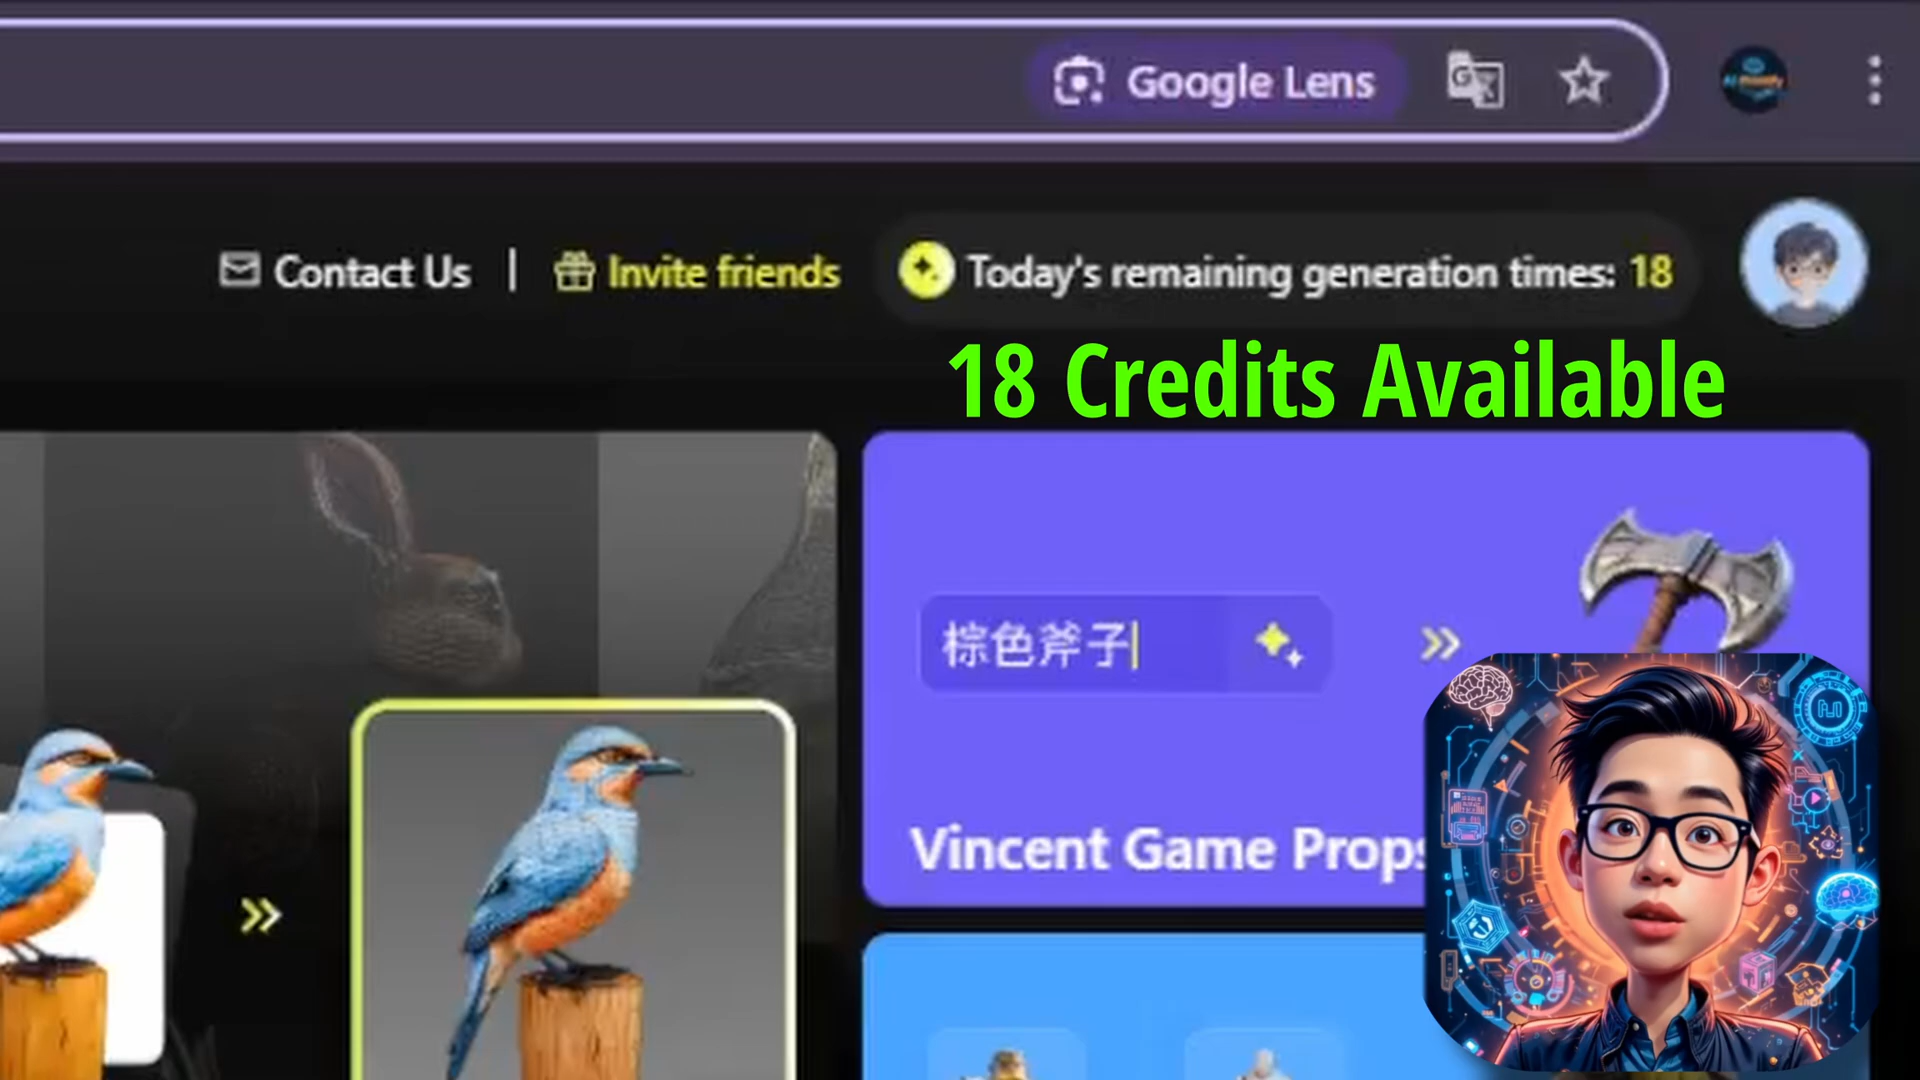 Google Lens
Contact Us | Invite friends Today's remaining generation times: 18
18 Credits Available
棕色斧子
Vincent Game Props